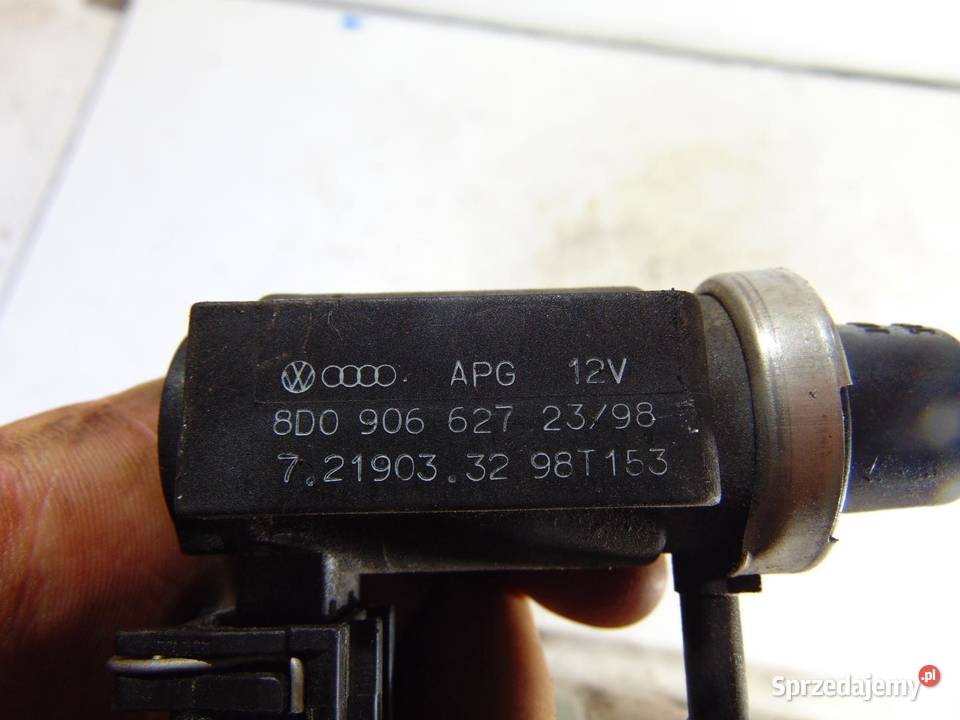 APG 12V
8D0 906 627 23/98
7.21903.32 98T153
Sprzedajemy.pl